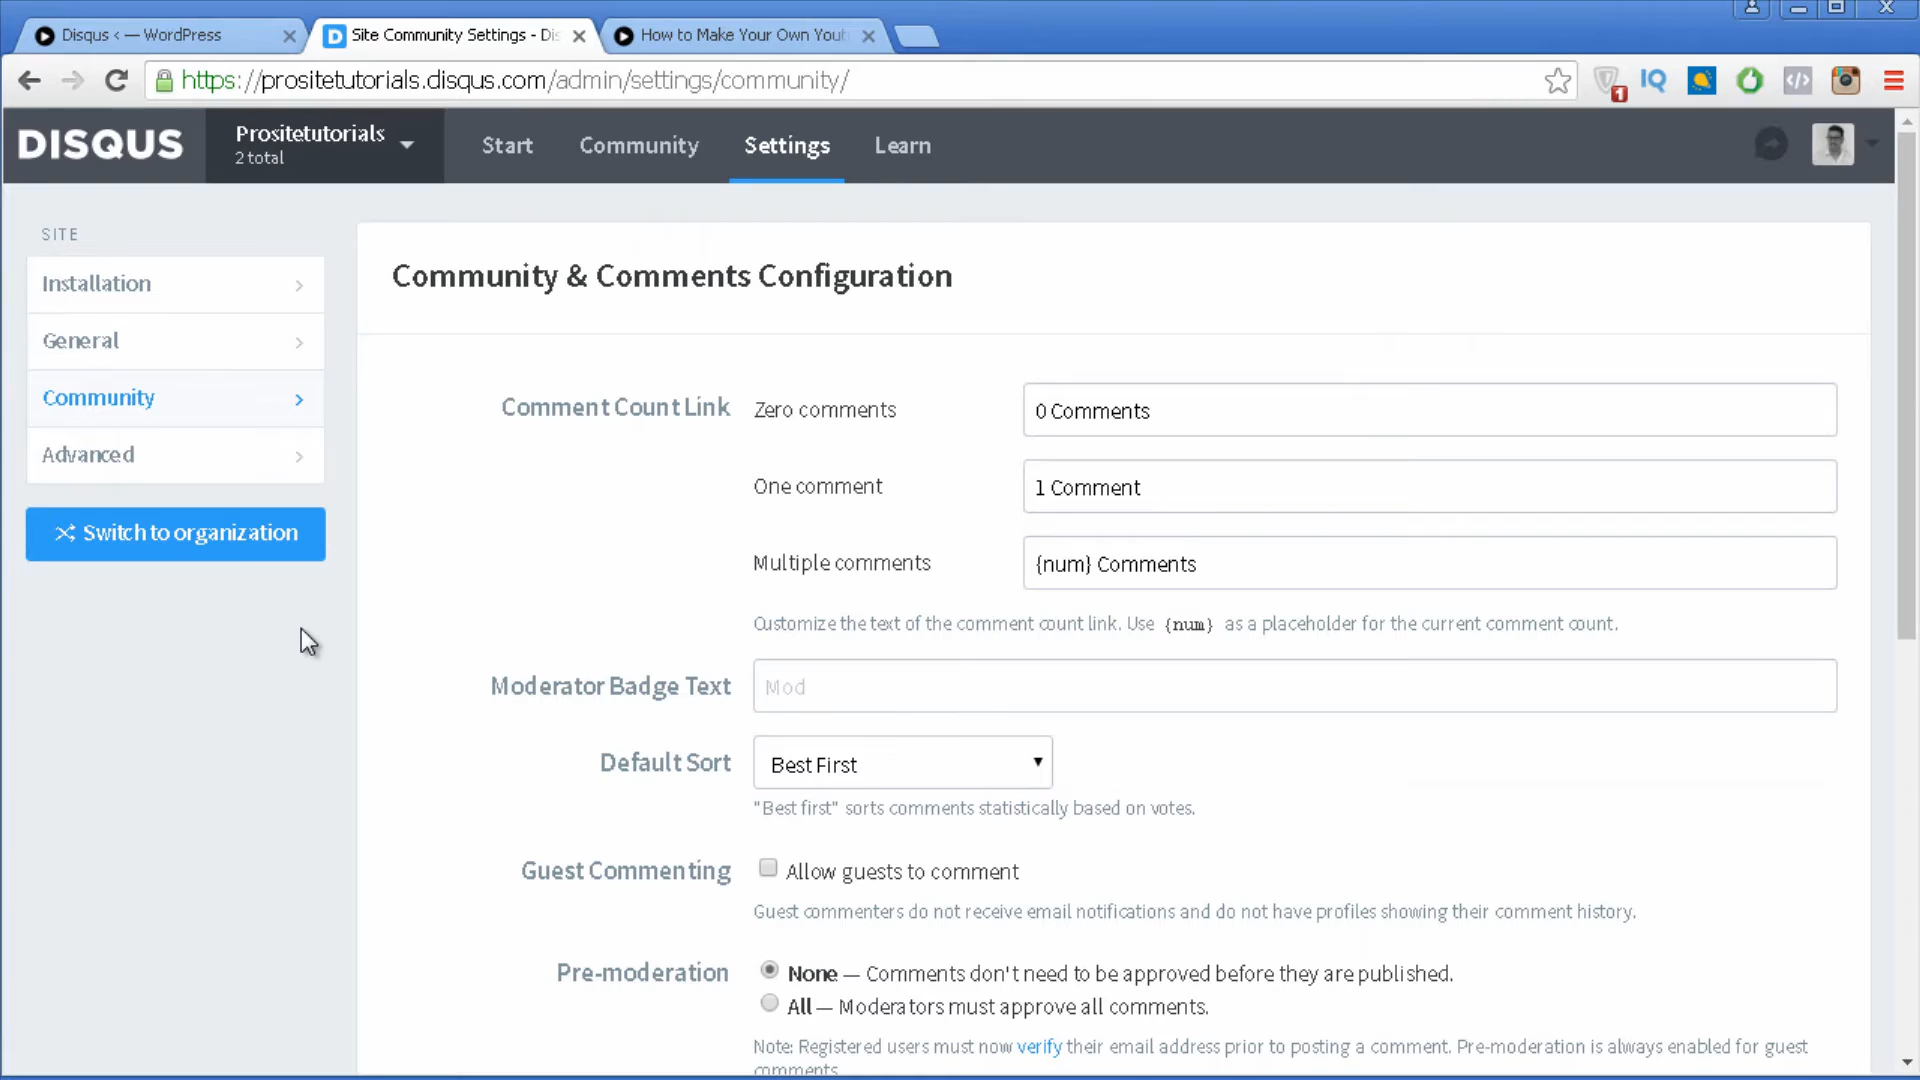 Disqus < — WordPress
Site Community Settings - Dis
How to Make Your Own Yout
https://prositetutorials.disqus.com/admin/settings/community/
1
IQ
DISQUS
Prositetutorials
2 total
Start
Community
Settings
Learn
SITE
Installation
General
Community
Advanced
Switch to organization
Community & Comments Configuration
Comment Count Link
Zero comments
0 Comments
One comment
1 Comment
Multiple comments
{num} Comments
Customize the text of the comment count link. Use {num} as a placeholder for the current comment count.
Moderator Badge Text
Mod
Default Sort
Best First
"Best first" sorts comments statistically based on votes.
Guest Commenting
Allow guests to comment
Guest commenters do not receive email notifications and do not have profiles showing their comment history.
Pre-moderation
None — Comments don't need to be approved before they are published.
All — Moderators must approve all comments.
Note: Registered users must now verify their email address prior to posting a comment. Pre-moderation is always enabled for guest
comments.